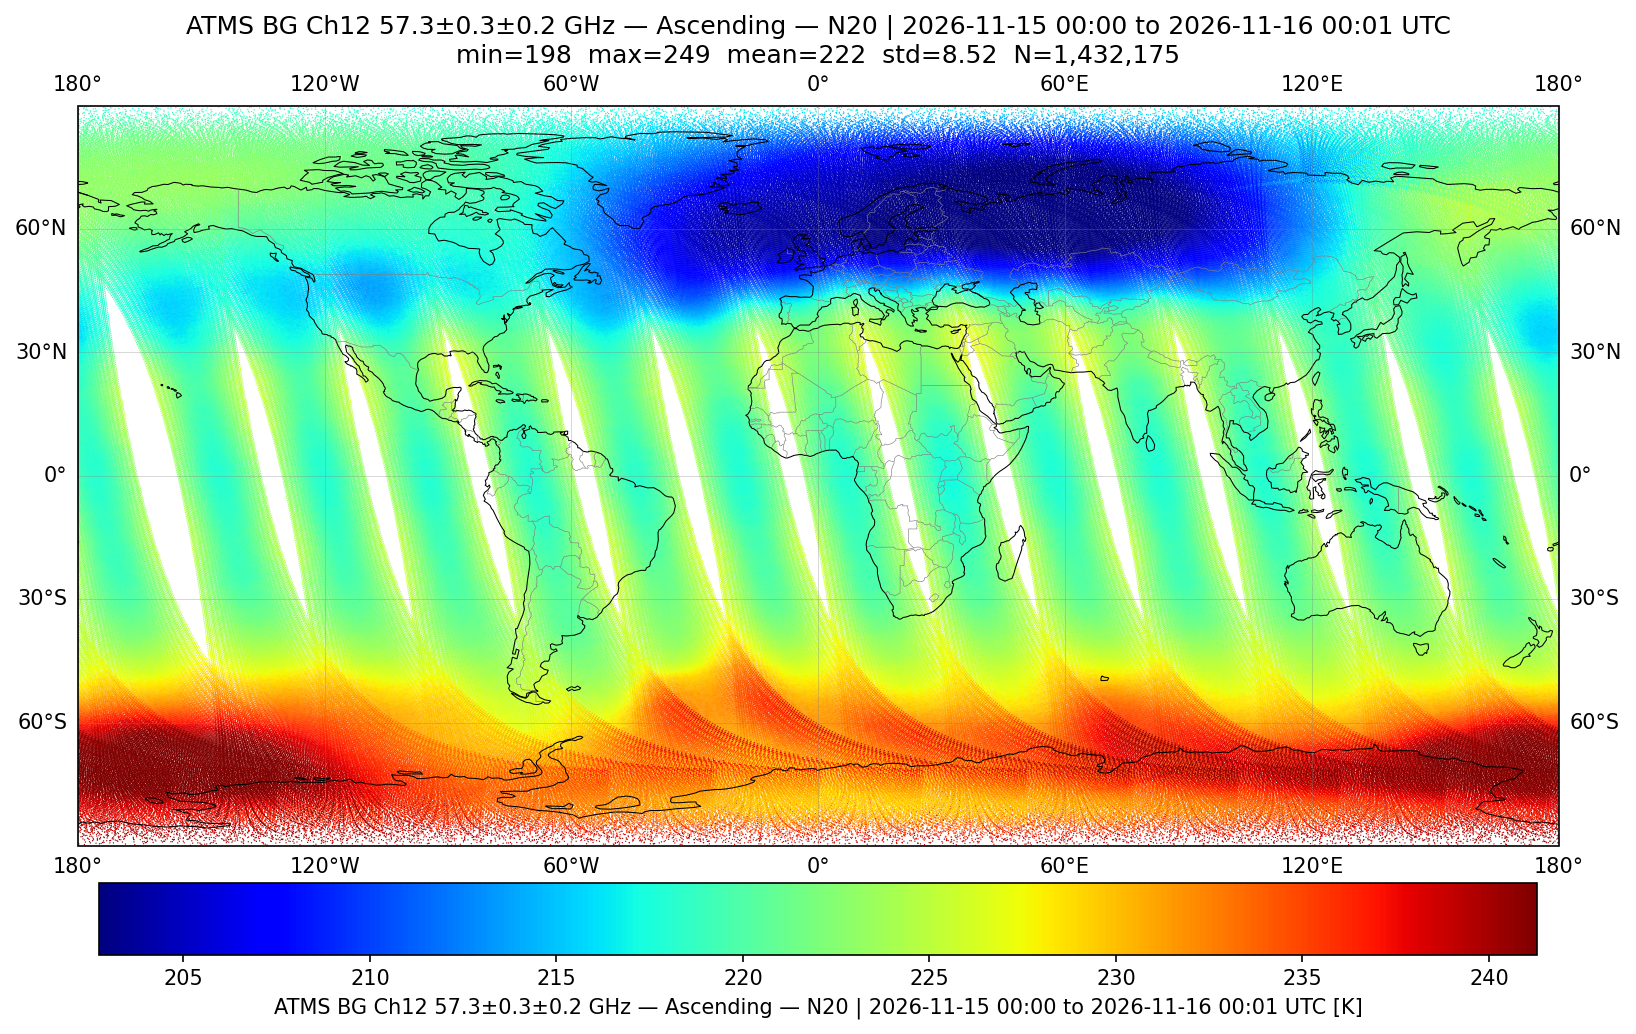 ATMS BG Ch12 57.3±0.3±0.2 GHz — Ascending — N20 | 2026-11-15 00:00 to 2026-11-16 00:01 UTC
min=198 max=249 mean=222 std=8.52 N=1,432,175
180° 120°W 60°W 0° 60°E 120°E 180°
60°N 60°N
30°N 30°N
0° 0°
30°S 30°S
60°S 60°S
180° 120°W 60°W 0° 60°E 120°E 180°
205 210 215 220 225 230 235 240
ATMS BG Ch12 57.3±0.3±0.2 GHz — Ascending — N20 | 2026-11-15 00:00 to 2026-11-16 00:01 UTC [K]